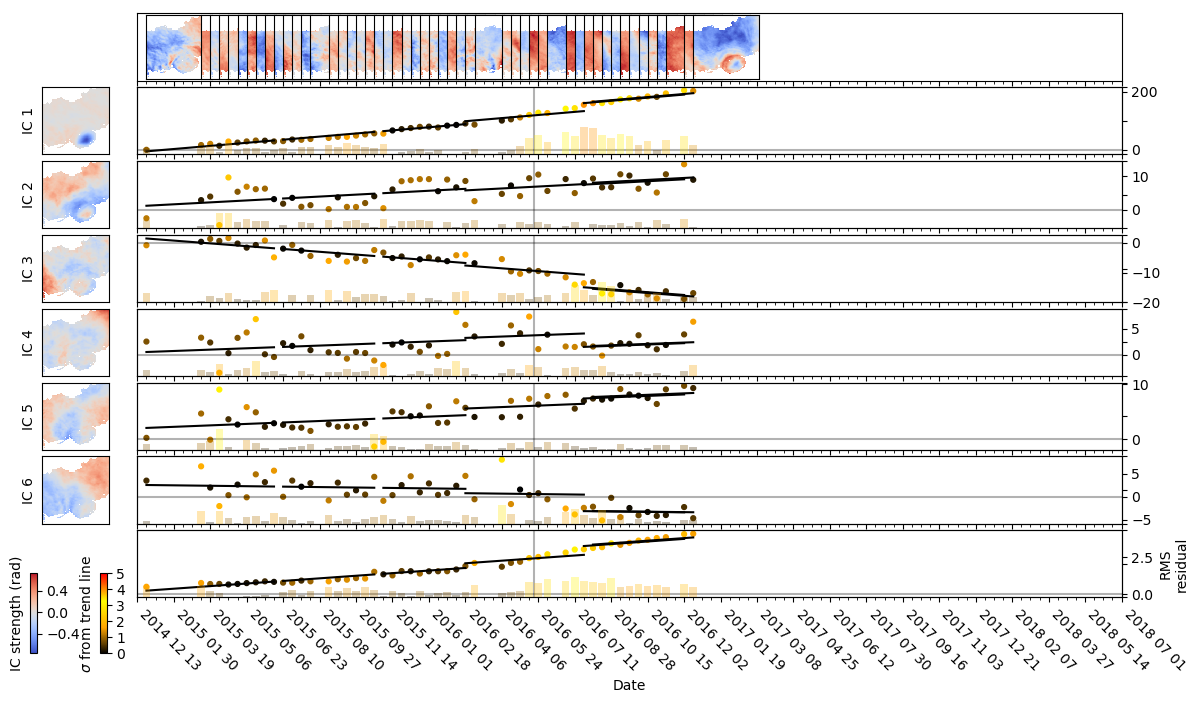 IC 1
200
0
IC 2
10
0
IC 3
0
−10
−20
IC 4
5
0
IC 5
10
0
IC 6
5
0
−5
2.5
0.0
RMS
residual
IC strength (rad)
0.4
0.0
−0.4
σ from trend line
5
4
3
2
1
0
2014 12 13
2015 01 30
2015 03 19
2015 05 06
2015 06 23
2015 08 10
2015 09 27
2015 11 14
2016 01 01
2016 02 18
2016 04 06
2016 05 24
2016 07 11
2016 08 28
2016 10 15
2016 12 02
2017 01 19
2017 03 08
2017 04 25
2017 06 12
2017 07 30
2017 09 16
2017 11 03
2017 12 21
2018 02 07
2018 03 27
2018 05 14
2018 07 01
Date